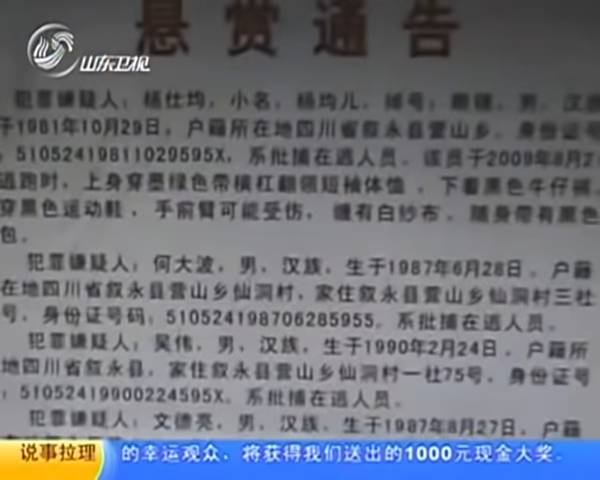 悬赏通告
山东卫视
犯罪嫌疑人：杨仕均，小名，杨均儿，绰号：眼镜，男，汉族
于1981年10月29日，户籍所在地四川省叙永县营山乡，身份证号
，51052419811029595X，系批捕在逃人员。该员于2009年8月21
逃跑时，上身穿墨绿色带横杠翻领短袖体恤，下着黑色牛仔裤，
穿黑色运动鞋，手前臂可能受伤，缠有白纱布，随身带有黑色
包。
犯罪嫌疑人：何大波，男，汉族，生于1987年6月28日，户籍
在地四川省叙永县营山乡仙洞村，家住叙永县营山乡仙洞村三社
号，身份证号码：510524198706285955，系批捕在逃人员。
犯罪嫌疑人：吴伟，男，汉族，生于1990年2月24日，户籍所
地四川省叙永县，家住叙永县营山乡仙洞村一社75号，身份证号
：51052419900224595X，系批捕在逃人员。
犯罪嫌疑人：文德亮，男，汉族，生于1987年8月27日，户籍
说事拉理 的幸运观众，将获得我们送出的1000元现金大奖。